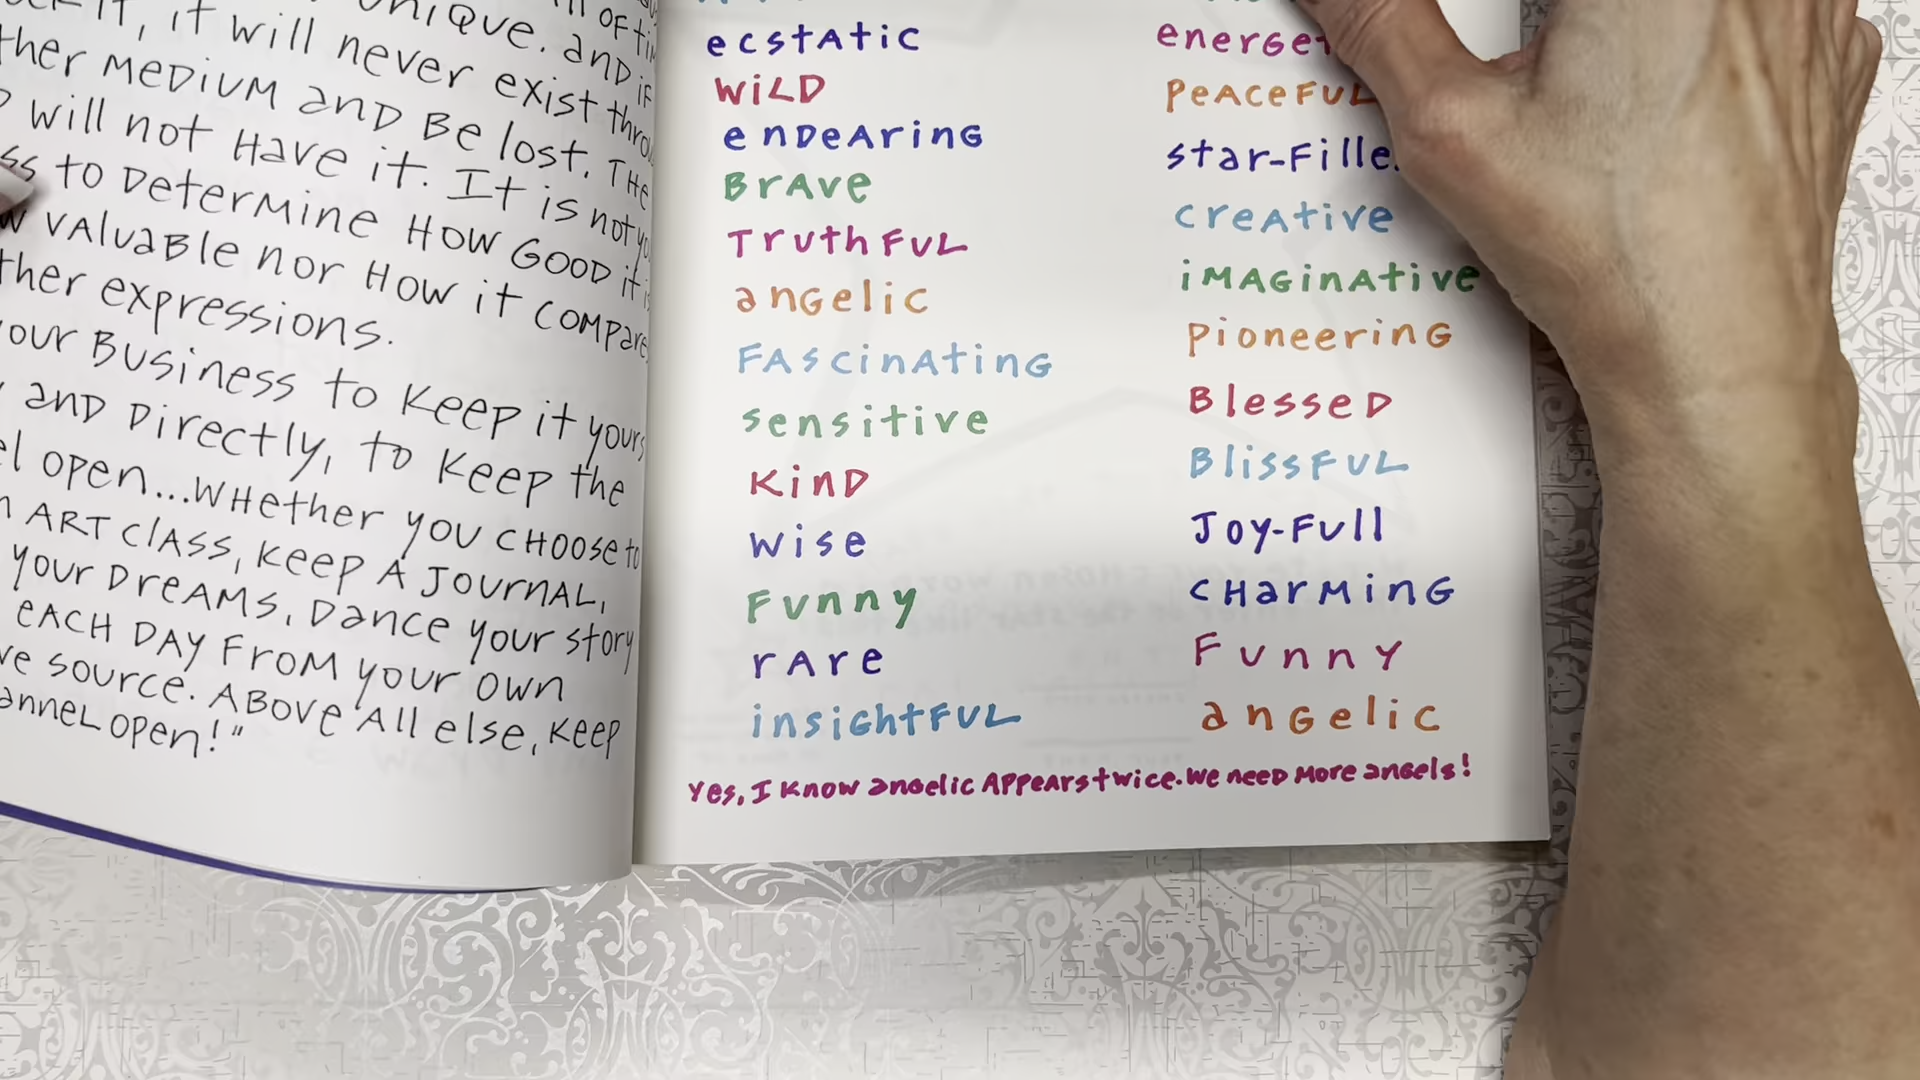 UNIQUE. AND IF
it, it will never exist
ther MEDIUM and Be lost. THE
will not Have it. It is not
to Determine How GOOD it
VAluaBle nor How it compare
ther expressions.
your Business to Keep it yours
and Directly, to Keep the
open...WHether you cHoose to
ART clASS, Keep A JournAL,
your DreAMS, Dance your story
eACH DAY FroM your own
source. ABove All else, Keep
open!"
ecstAtic
WiLD
enDeAring
BrAve
TruthFUL
angelic
FAscinAting
sensitive
KinD
wise
Funny
rAre
insightFUL
PeAceFUL
creAtive
iMAginAtive
pioneering
BlesseD
BlissFUL
Joy-Full
cHarMing
Funny
angelic
Yes, I Know angelic AppeArs twice. We need More angels!